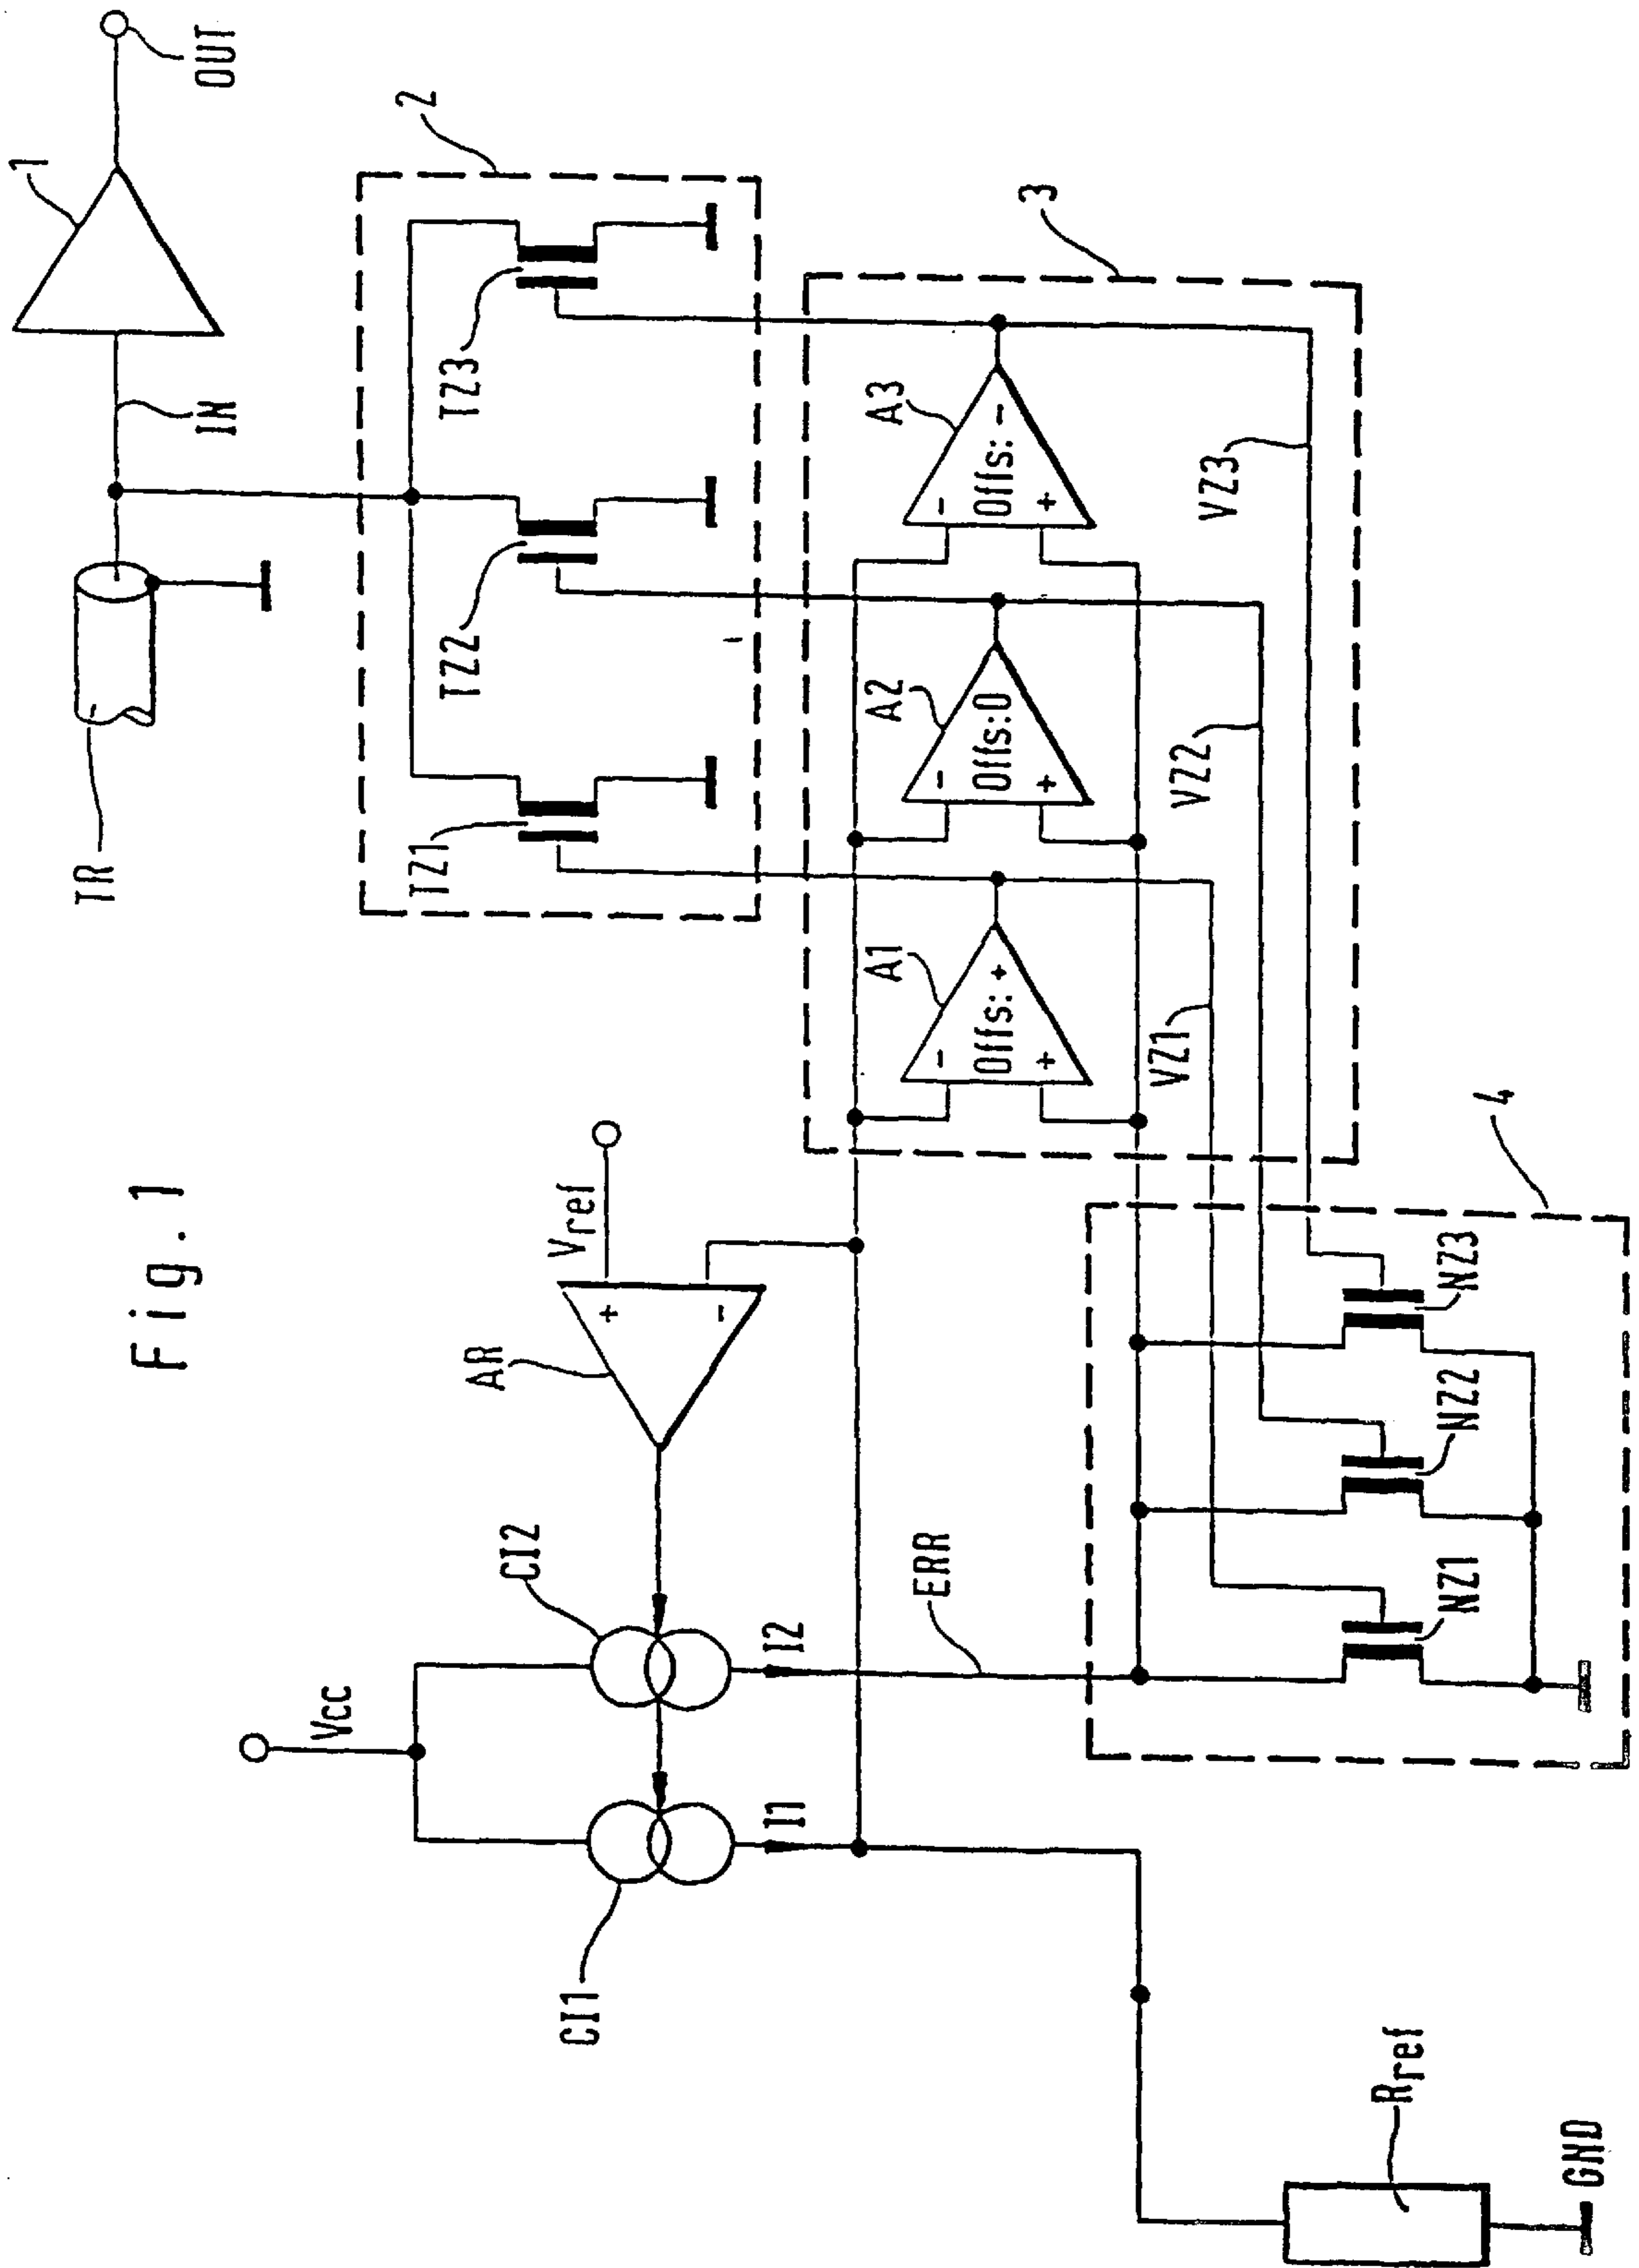 Fig. 1
1
OUT
IN
TR
2
TZ1
TZ2
TZ3
Vcc
CI1
CI2
I1
I2
AR
+
-
Vref
ERR
3
A1
-
Offs: +
+
A2
-
Offs:0
+
A3
-
Offs: -
+
VZ1
VZ2
VZ3
4
NZ1
NZ2
NZ3
Rref
GND